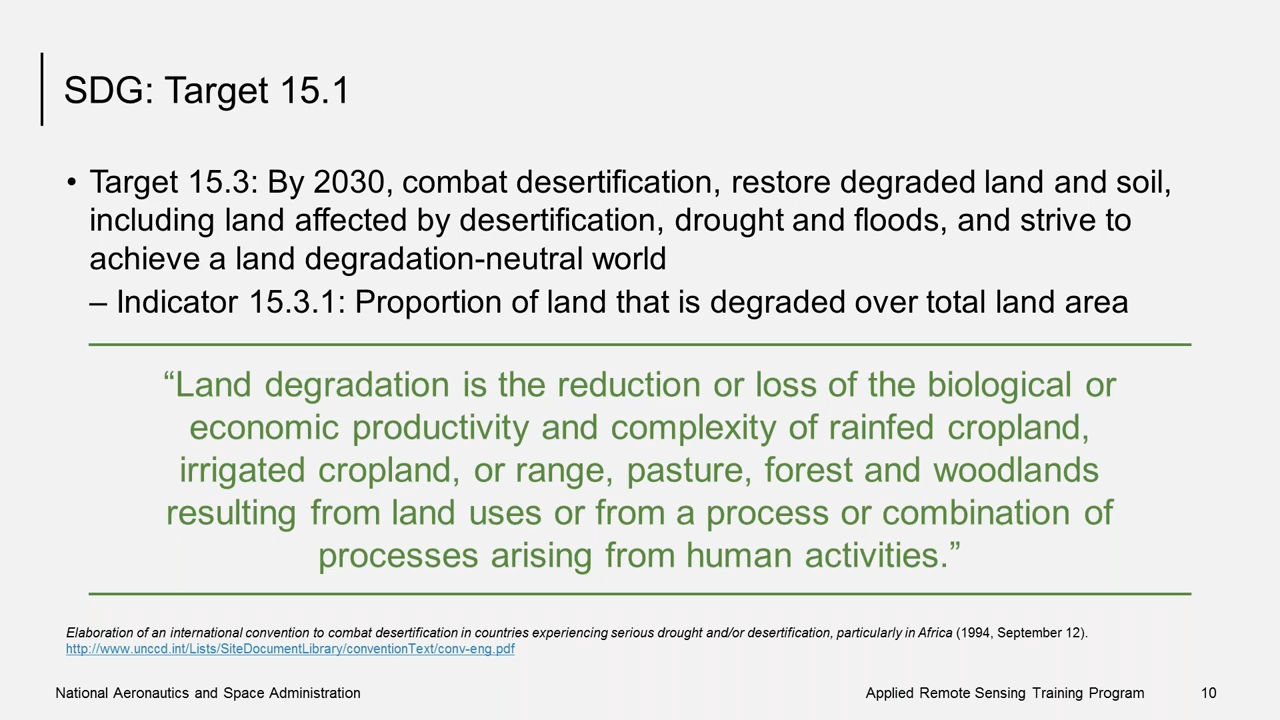 SDG: Target 15.1
• Target 15.3: By 2030, combat desertification, restore degraded land and soil,
including land affected by desertification, drought and floods, and strive to
achieve a land degradation-neutral world
– Indicator 15.3.1: Proportion of land that is degraded over total land area
“Land degradation is the reduction or loss of the biological or
economic productivity and complexity of rainfed cropland,
irrigated cropland, or range, pasture, forest and woodlands
resulting from land uses or from a process or combination of
processes arising from human activities.”
Elaboration of an international convention to combat desertification in countries experiencing serious drought and/or desertification, particularly in Africa (1994, September 12).
http://www.unccd.int/Lists/SiteDocumentLibrary/conventionText/conv-eng.pdf
National Aeronautics and Space Administration Applied Remote Sensing Training Program 10